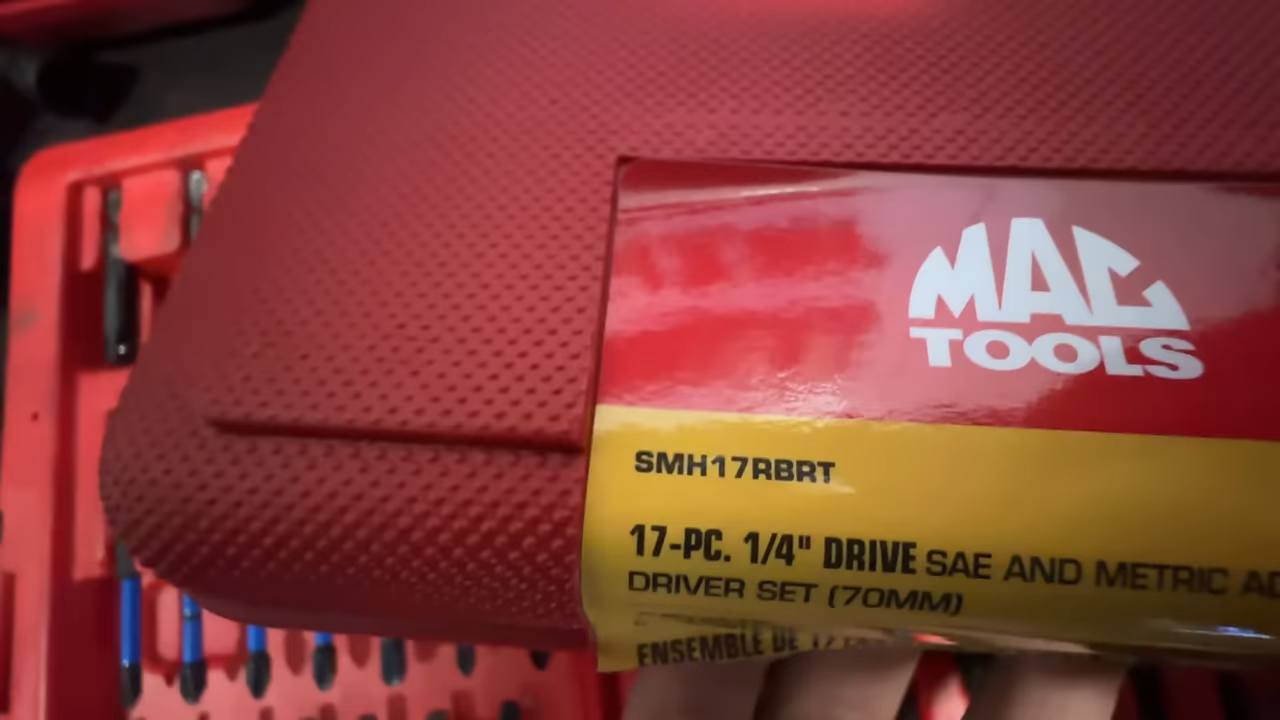 MAC
TOOLS
SMH17RBRT
17-PC. 1/4" DRIVE SAE AND METRIC
DRIVER SET (70MM)
ENSEMBLE DE